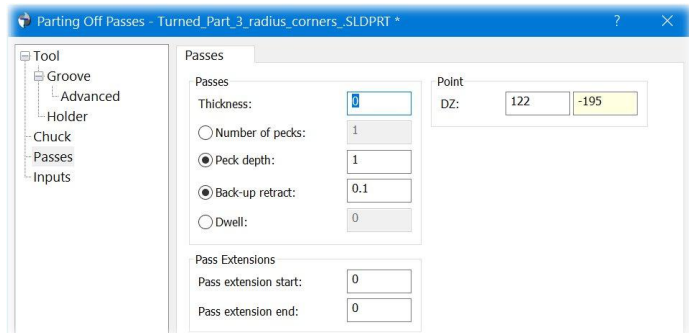 Parting Off Passes - Turned_Part_3_radius_corners_.SLDPRT * ? ×
Tool
Groove
Advanced
Holder
Chuck
Passes
Inputs
Passes
Passes
Thickness: 0
Number of pecks: 1
Peck depth: 1
Back-up retract: 0.1
Dwell: 0
Pass Extensions
Pass extension start: 0
Pass extension end: 0
Point
DZ: 122 -195